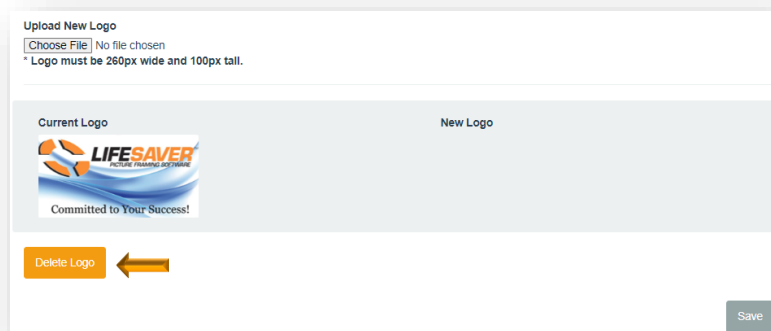 Upload New Logo
Choose File No file chosen
* Logo must be 260px wide and 100px tall.
Current Logo New Logo
LIFESAVER
PICTURE FRAMING SOFTWARE
Committed to Your Success!
Delete Logo
Save